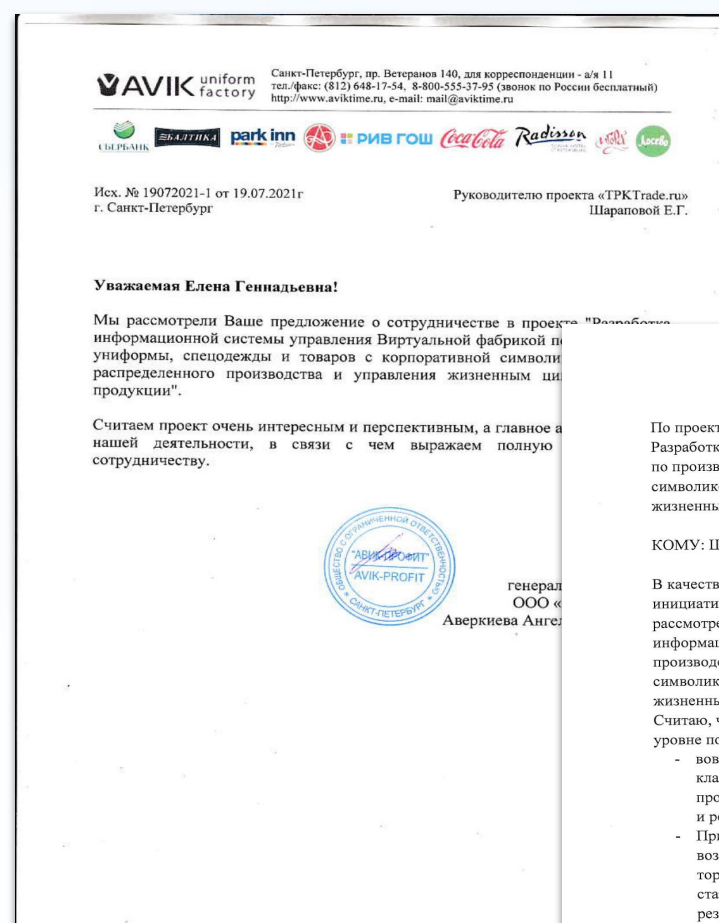 AVIK uniform factory
Санкт-Петербург, пр. Ветеранов 140, для корреспонденции - а/я 11
тел./факс: (812) 648-17-54, 8-800-555-37-95 (звонок по России бесплатный)
http://www.aviktime.ru, e-mail: mail@aviktime.ru
СБЕРБАНК БАЛТИКА park inn РИВ ГОШ Coca Cola Radisson Лосево
Исх. № 19072021-1 от 19.07.2021г
г. Санкт-Петербург
Руководителю проекта «TPKTrade.ru»
Шараповой Е.Г.
Уважаемая Елена Геннадьевна!
Мы рассмотрели Ваше предложение о сотрудничестве в проекте "Разработка
информационной системы управления Виртуальной фабрикой п
униформы, спецодежды и товаров с корпоративной символи
распределенного производства и управления жизненным ци
продукции".
Считаем проект очень интересным и перспективным, а главное а
нашей деятельности, в связи с чем выражаем полную
сотрудничеству.
ОБЩЕСТВО С ОГРАНИЧЕННОЙ ОТВЕТСТВЕННОСТЬЮ
"АВИК-ПРОФИТ"
AVIK-PROFIT
* САНКТ-ПЕТЕРБУРГ *
генерал
ООО «
Аверкиева Ангел
По проект
Разработк
по произв
символик
жизненны
КОМУ: Ш
В качеств
инициати
рассмотре
информац
производ
символик
жизненны
Считаю, ч
уровне по
- вов
кла
про
и ре
- При
воз
тор
ста
рез